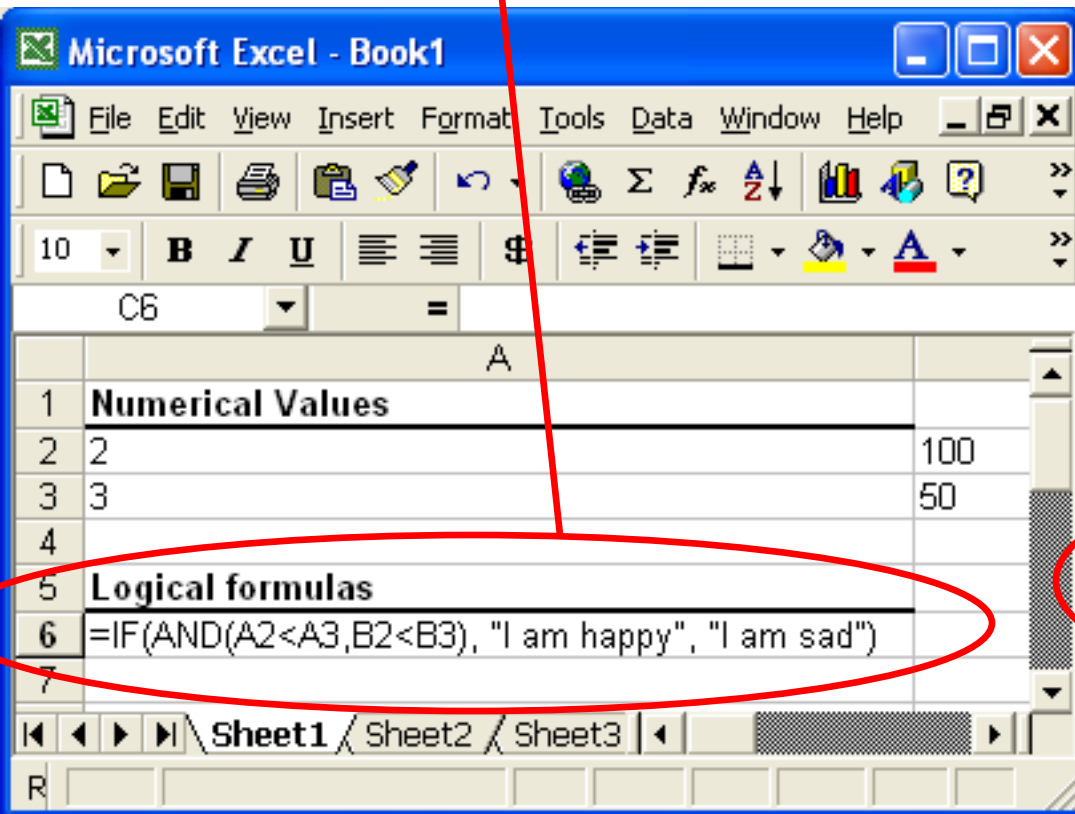 Microsoft Excel - Book1
File Edit View Insert Format Tools Data Window Help
Σ fx A Z ?
10 B I U $ A
C6 =
A
1 Numerical Values
2 2 100
3 3 50
4
5 Logical formulas
6 =IF(AND(A2<A3,B2<B3), "I am happy", "I am sad")
7
Sheet1 Sheet2 Sheet3
R